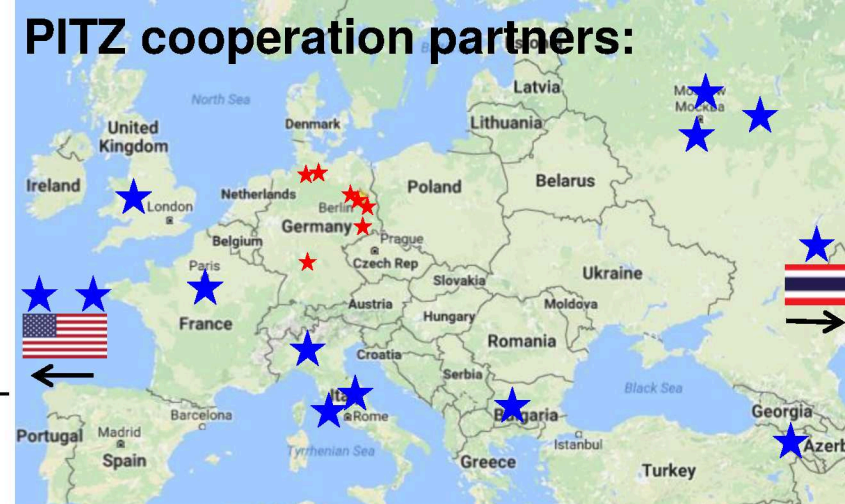 PITZ cooperation partners:
Latvia
North Sea
Denmark
Lithuania
United
Kingdom
Ireland
London
Netherlands
Berlin
Poland
Belarus
Germany
Belgium
Prague
Czech Rep
Paris
Slovakia
Ukraine
Austria
Moldova
France
Hungary
Romania
Croatia
Serbia
Black Sea
Barcelona
Rome
Bulgaria
Georgia
Portugal
Madrid
Istanbul
Azerb
Tyrrhenian Sea
Spain
Greece
Turkey
Москва